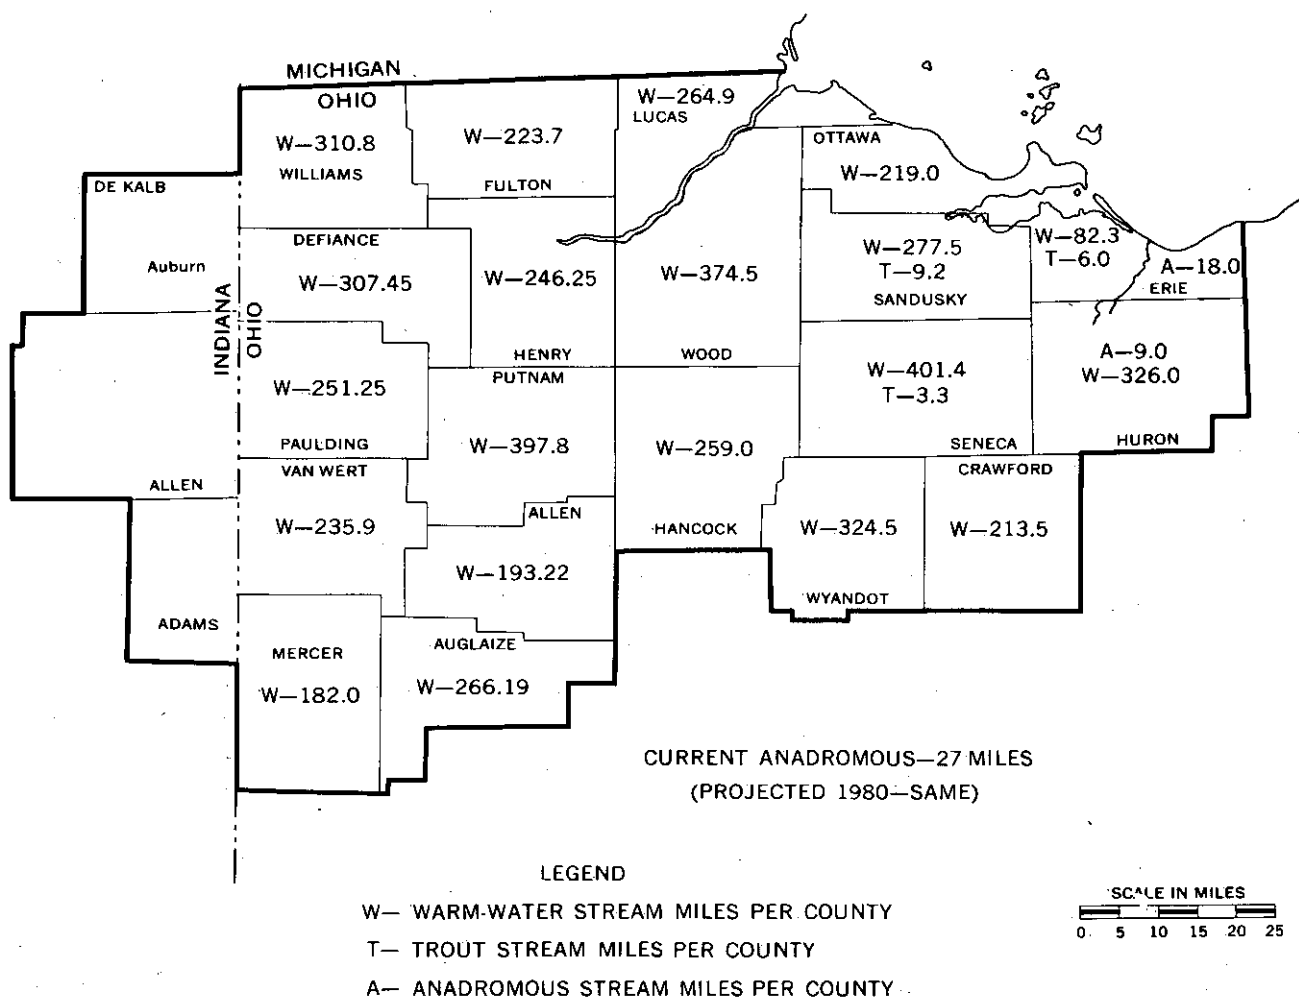 MICHIGAN
OHIO
W—264.9
LUCAS
W—310.8
WILLIAMS
W—223.7
FULTON
OTTAWA
W—219.0
DE KALB
Auburn
INDIANA
OHIO
DEFIANCE
W—307.45
W—246.25
HENRY
W—374.5
WOOD
W—277.5
T—9.2
SANDUSKY
W—82.3
T—6.0
A—18.0
ERIE
W—251.25
PAULDING
PUTNAM
W—397.8
W—259.0
HANCOCK
W—401.4
T—3.3
SENECA
A—9.0
W—326.0
HURON
ALLEN
VAN WERT
W—235.9
ALLEN
W—193.22
W—324.5
WYANDOT
CRAWFORD
W—213.5
ADAMS
MERCER
W—182.0
AUGLAIZE
W—266.19
CURRENT ANADROMOUS—27 MILES
(PROJECTED 1980—SAME)
LEGEND
W— WARM-WATER STREAM MILES PER COUNTY
T— TROUT STREAM MILES PER COUNTY
A— ANADROMOUS STREAM MILES PER COUNTY
SCALE IN MILES
0 5 10 15 20 25